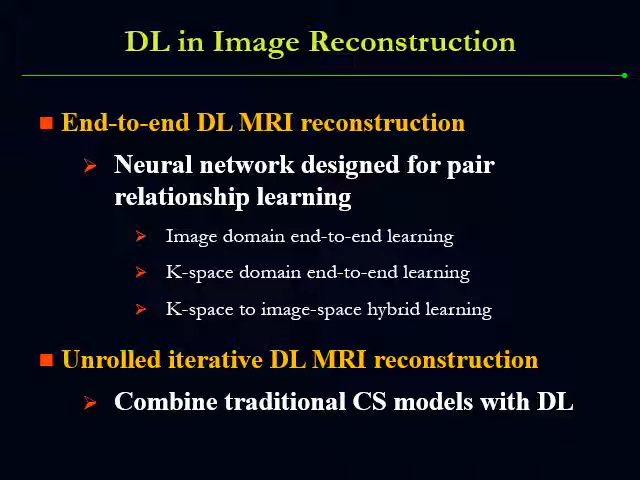 DL in Image Reconstruction
End-to-end DL MRI reconstruction
Neural network designed for pair
relationship learning
Image domain end-to-end learning
K-space domain end-to-end learning
K-space to image-space hybrid learning
Unrolled iterative DL MRI reconstruction
Combine traditional CS models with DL